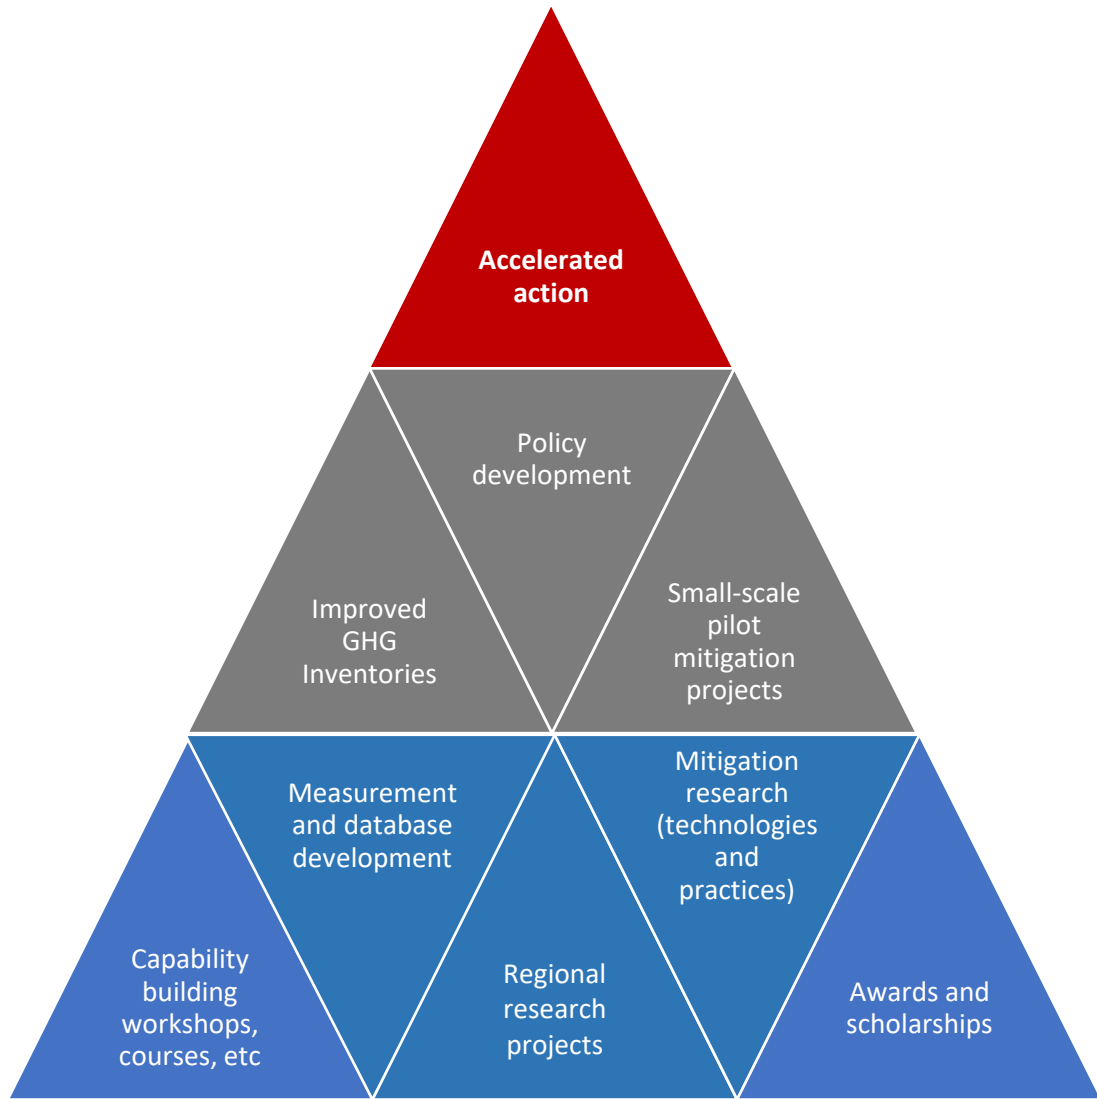 Accelerated
action
Policy
development
Improved
GHG
Inventories
Small-scale
pilot
mitigation
projects
Measurement
and database
development
Mitigation
research
(technologies
and
practices)
Capability
building
workshops,
courses, etc
Regional
research
projects
Awards and
scholarships